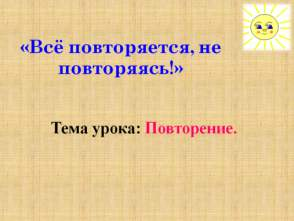 «Всё повторяется, не
повторяясь!»
Тема урока: Повторение.